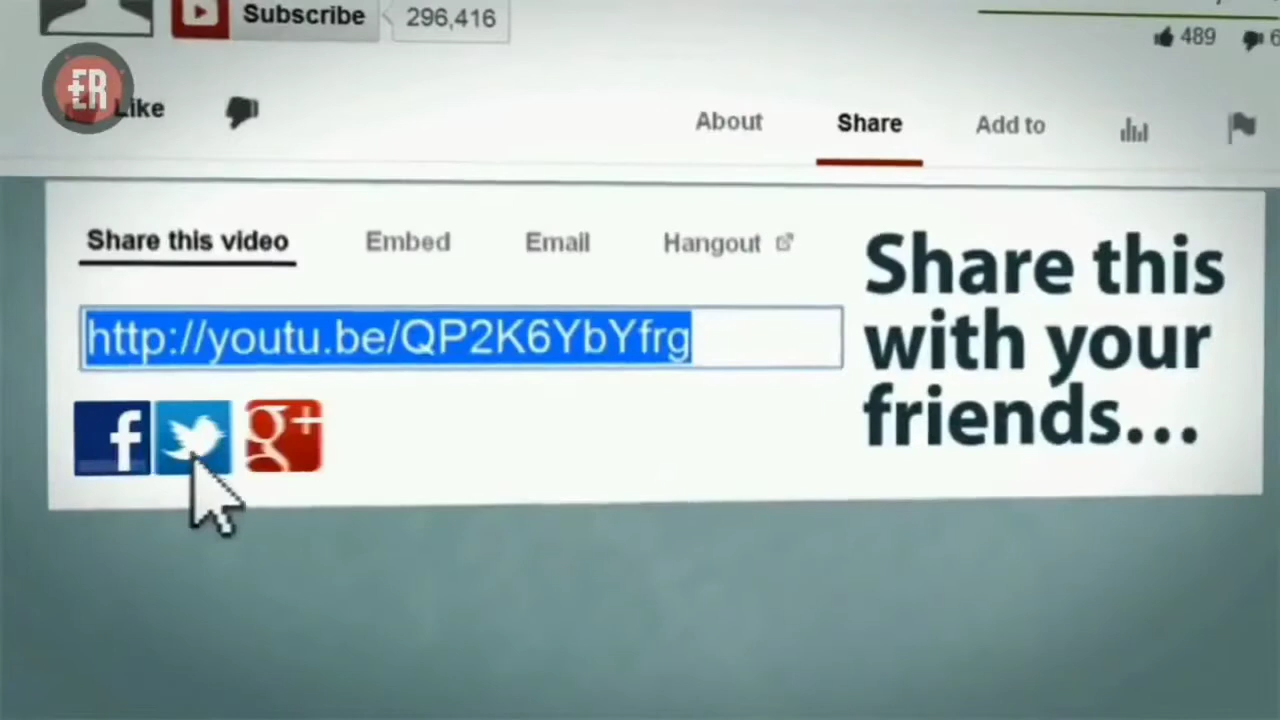 Subscribe 296,416
489 6
ER
Like
About Share Add to
Share this video Embed Email Hangout
http://youtu.be/QP2K6YbYfrg
f g+
Share this
with your
friends...